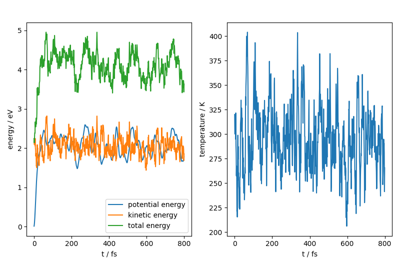 5
4
3
2
1
0
energy / eV
potential energy
kinetic energy
total energy
0 200 400 600 800
t / fs
400
375
350
325
300
275
250
225
200
temperature / K
0 200 400 600 800
t / fs